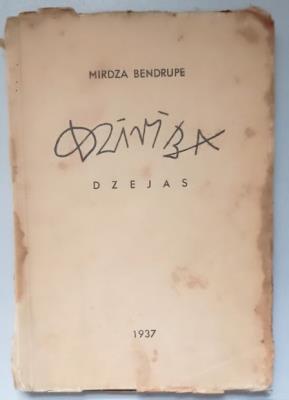 MIRDZA BENDRUPE
DZĪVĪBA
DZEJAS
1937